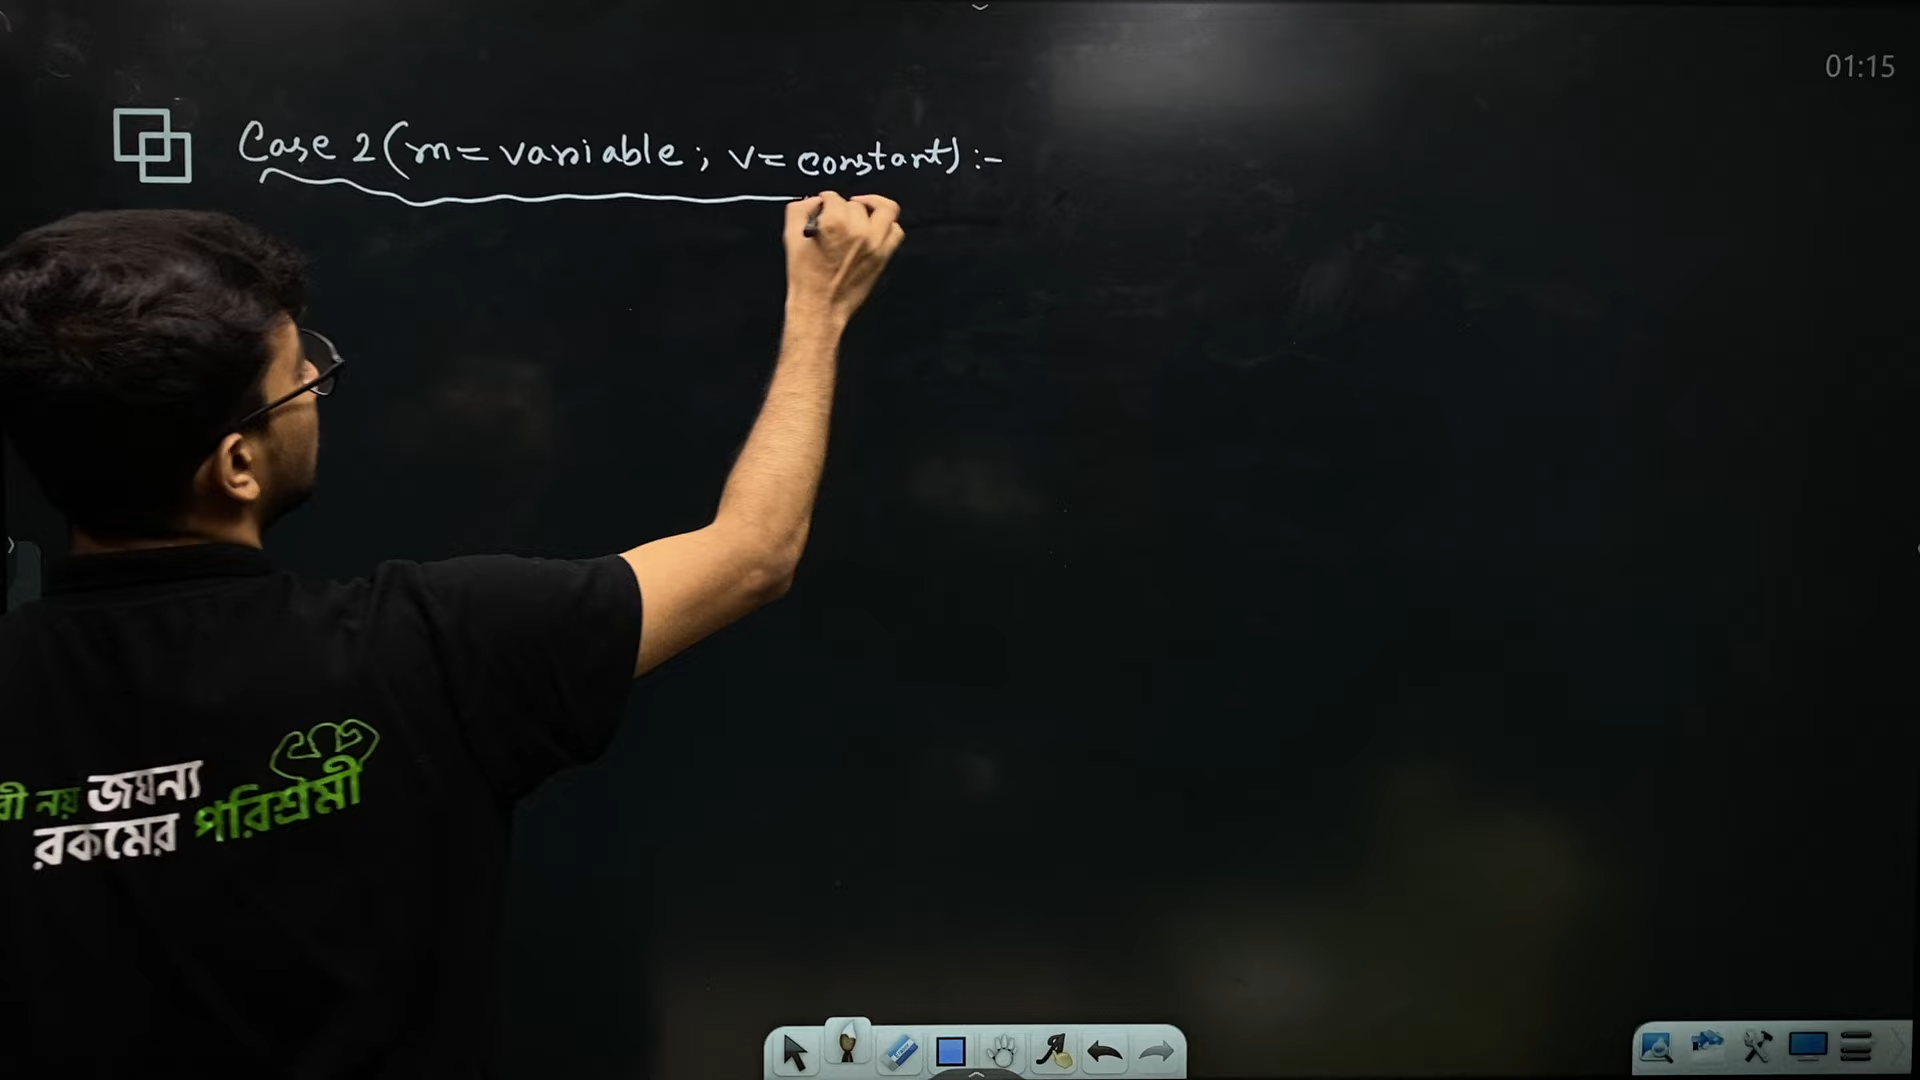 01:15
Case 2 (m = variable ; v = constant) :-
নয় জঘন্য
রকমের পরিশ্রমী